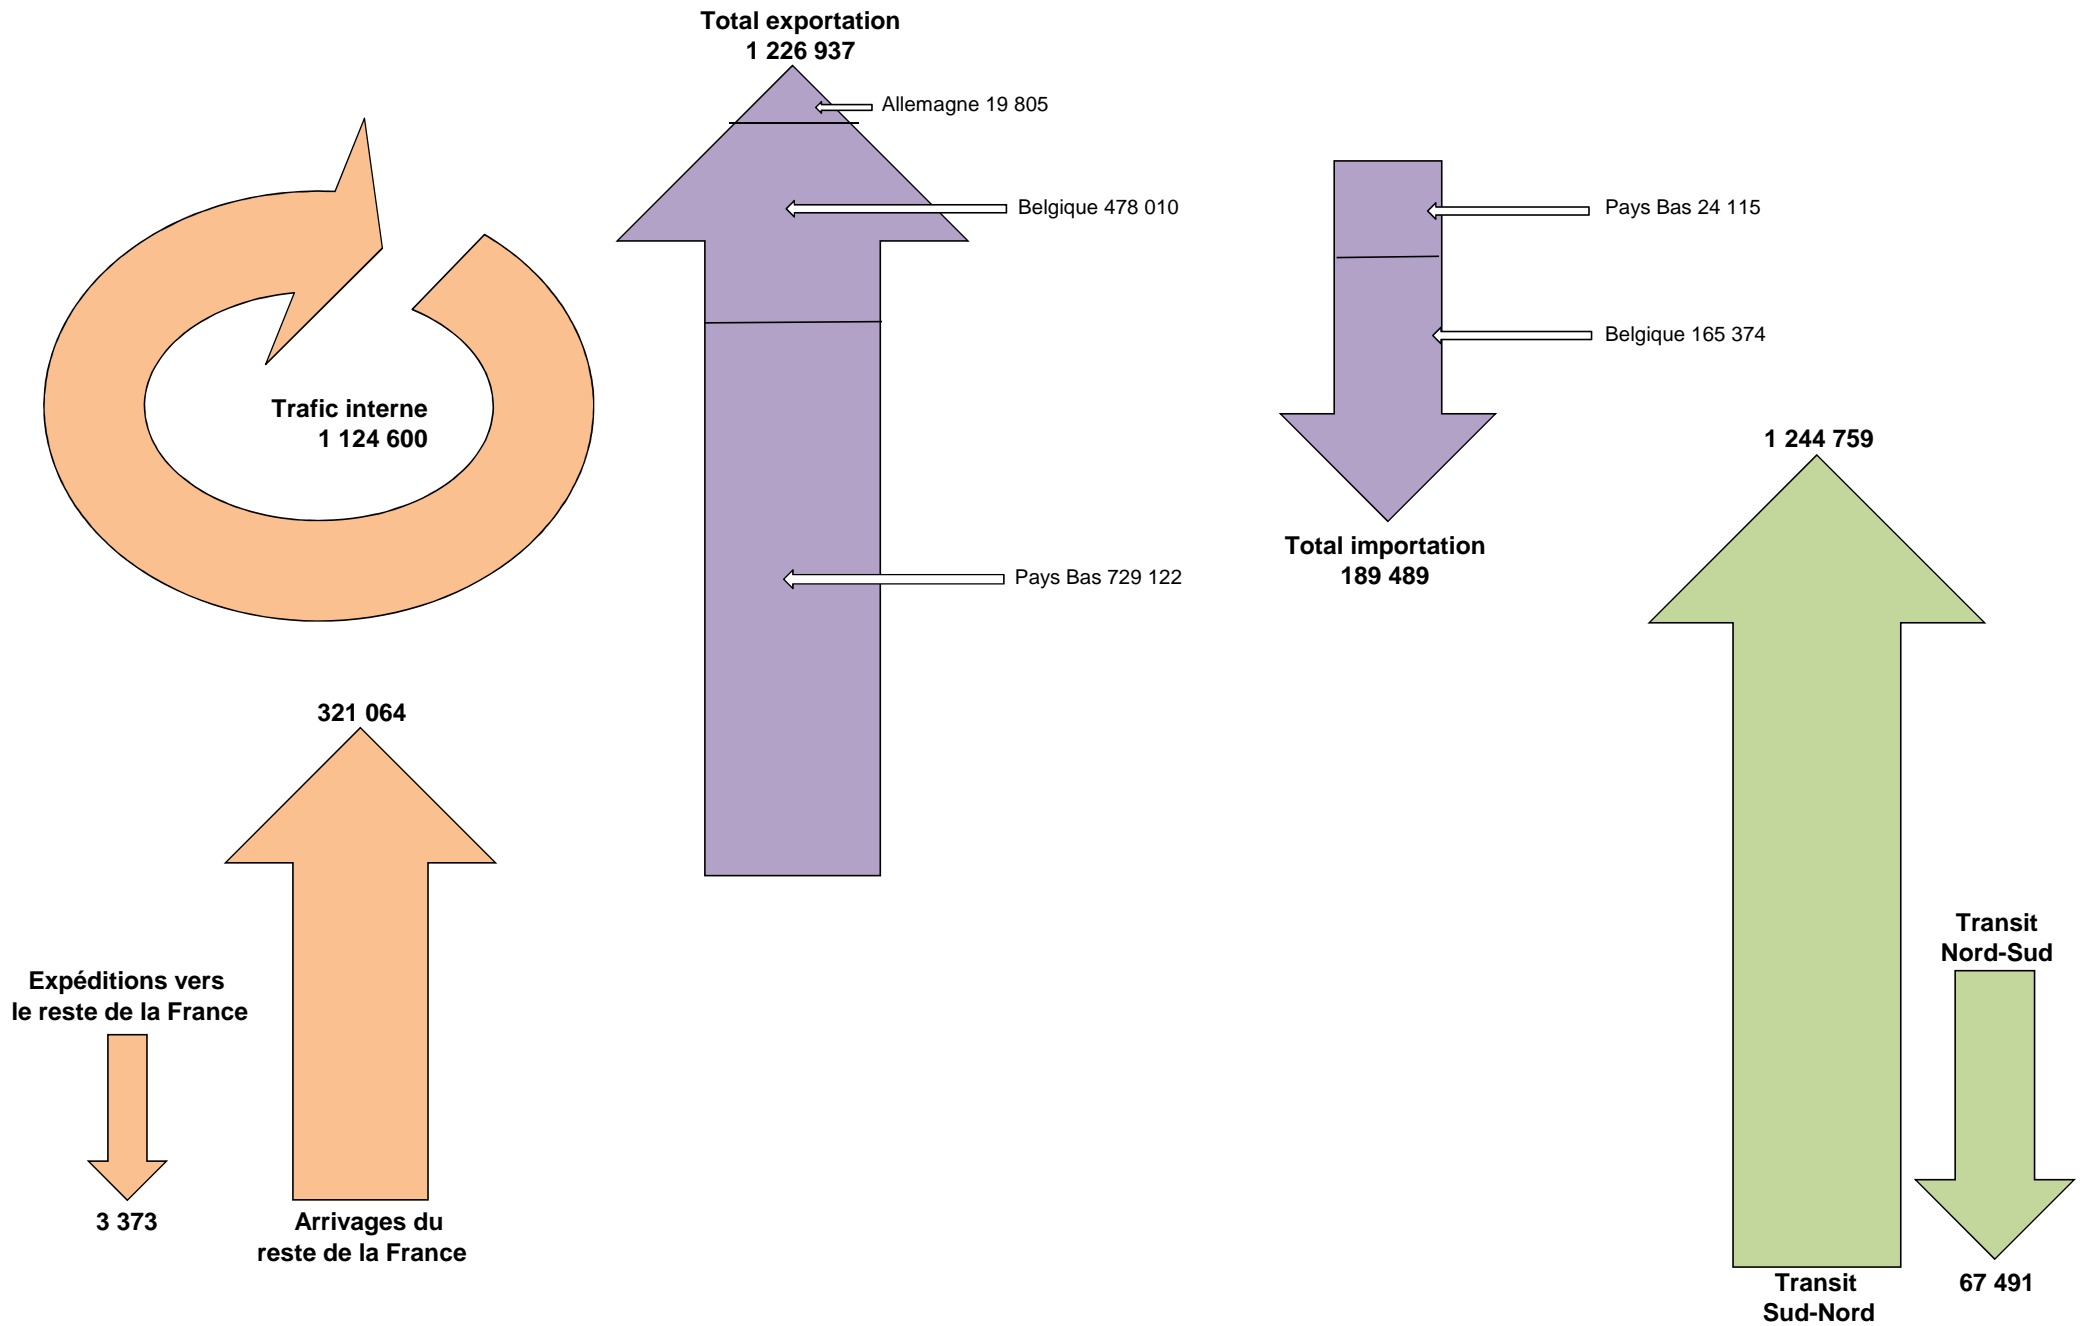 Total exportation
1 226 937
Allemagne 19 805
Belgique 478 010
Pays Bas 729 122
Pays Bas 24 115
Belgique 165 374
Total importation
189 489
Trafic interne
1 124 600
321 064
Arrivages du
reste de la France
Expéditions vers
le reste de la France
3 373
1 244 759
Transit
Sud-Nord
Transit
Nord-Sud
67 491